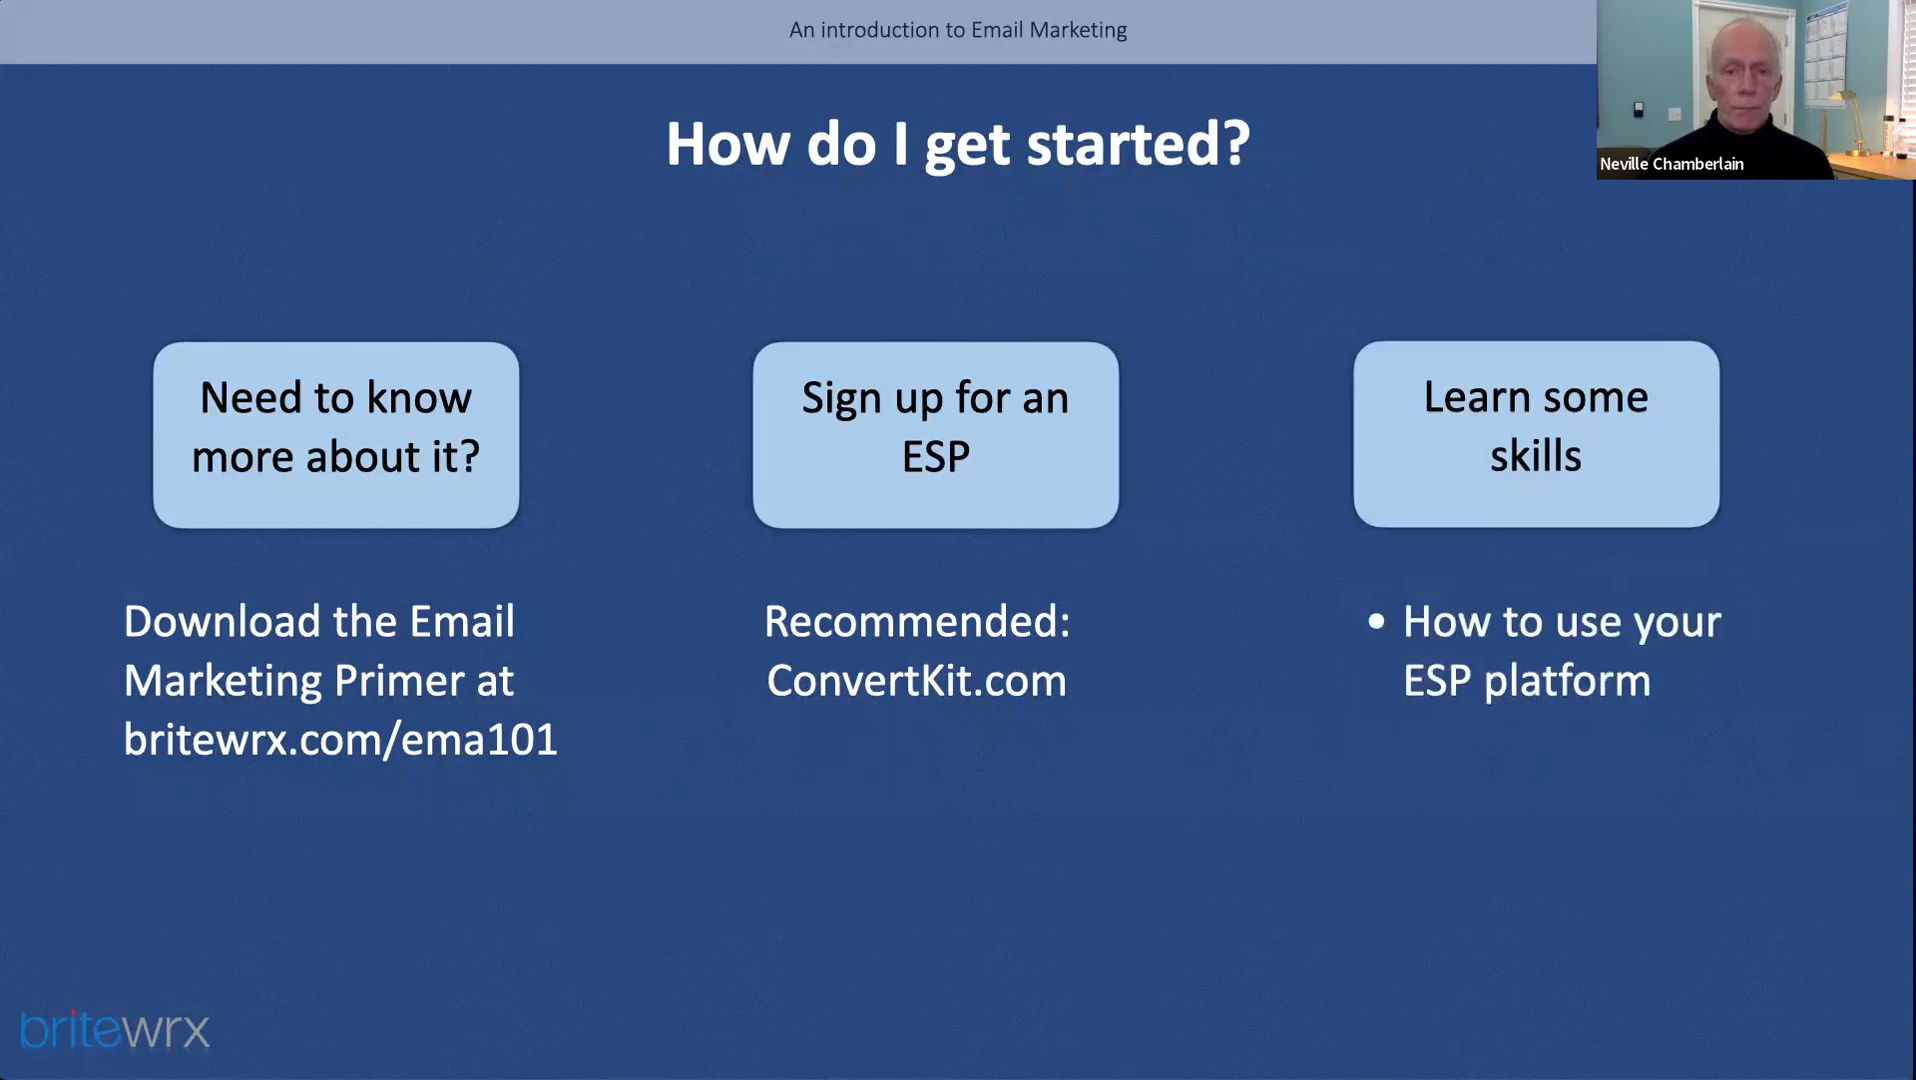 An introduction to Email Marketing
Neville Chamberlain
How do I get started?
Need to know
more about it?
Download the Email
Marketing Primer at
britewrx.com/ema101
Sign up for an
ESP
Recommended:
ConvertKit.com
Learn some
skills
• How to use your
ESP platform
britewrx